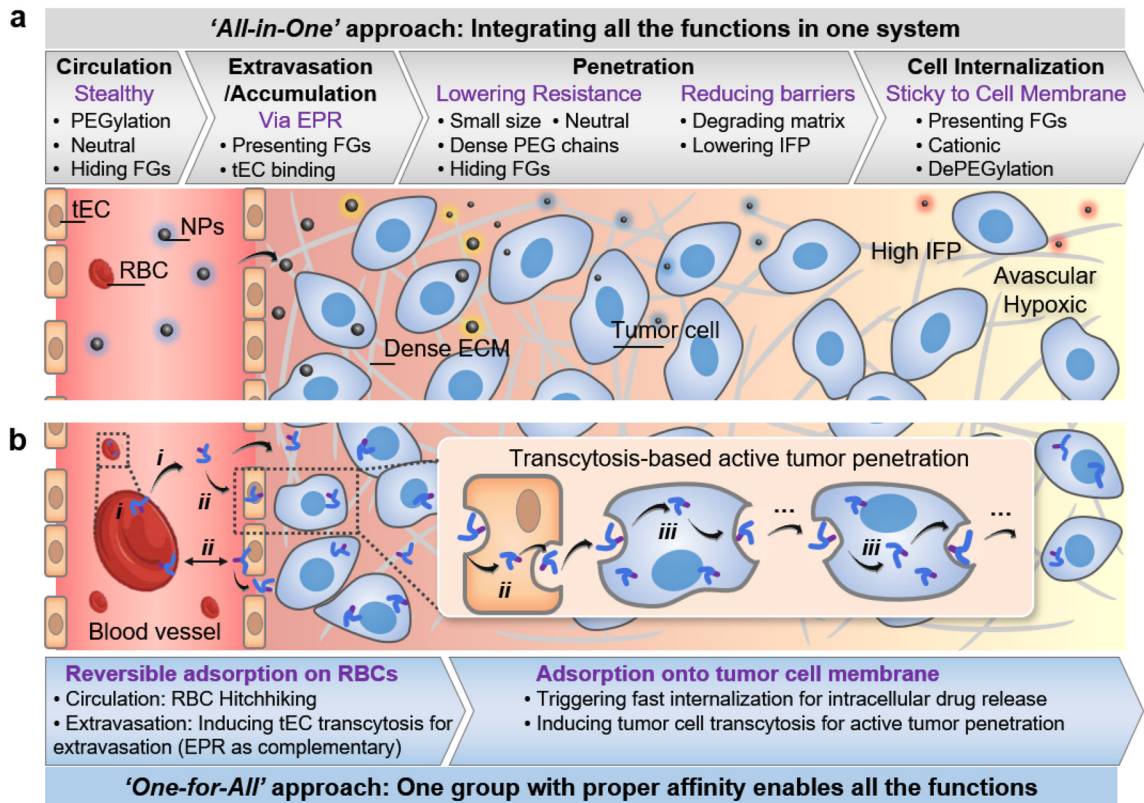 a
'All-in-One' approach: Integrating all the functions in one system
Circulation
Stealthy
• PEGylation
• Neutral
• Hiding FGs
Extravasation
/Accumulation
Via EPR
• Presenting FGs
• tEC binding
Penetration
Lowering Resistance
• Small size • Neutral
• Dense PEG chains
• Hiding FGs
Reducing barriers
• Degrading matrix
• Lowering IFP
Cell Internalization
Sticky to Cell Membrane
• Presenting FGs
• Cationic
• DePEGylation
tEC
NPs
RBC
Dense ECM
Tumor cell
High IFP
Avascular
Hypoxic
b
i
i
ii
ii
Blood vessel
Transcytosis-based active tumor penetration
ii
iii
...
iii
...
Reversible adsorption on RBCs
• Circulation: RBC Hitchhiking
• Extravasation: Inducing tEC transcytosis for
extravasation (EPR as complementary)
Adsorption onto tumor cell membrane
• Triggering fast internalization for intracellular drug release
• Inducing tumor cell transcytosis for active tumor penetration
'One-for-All' approach: One group with proper affinity enables all the functions